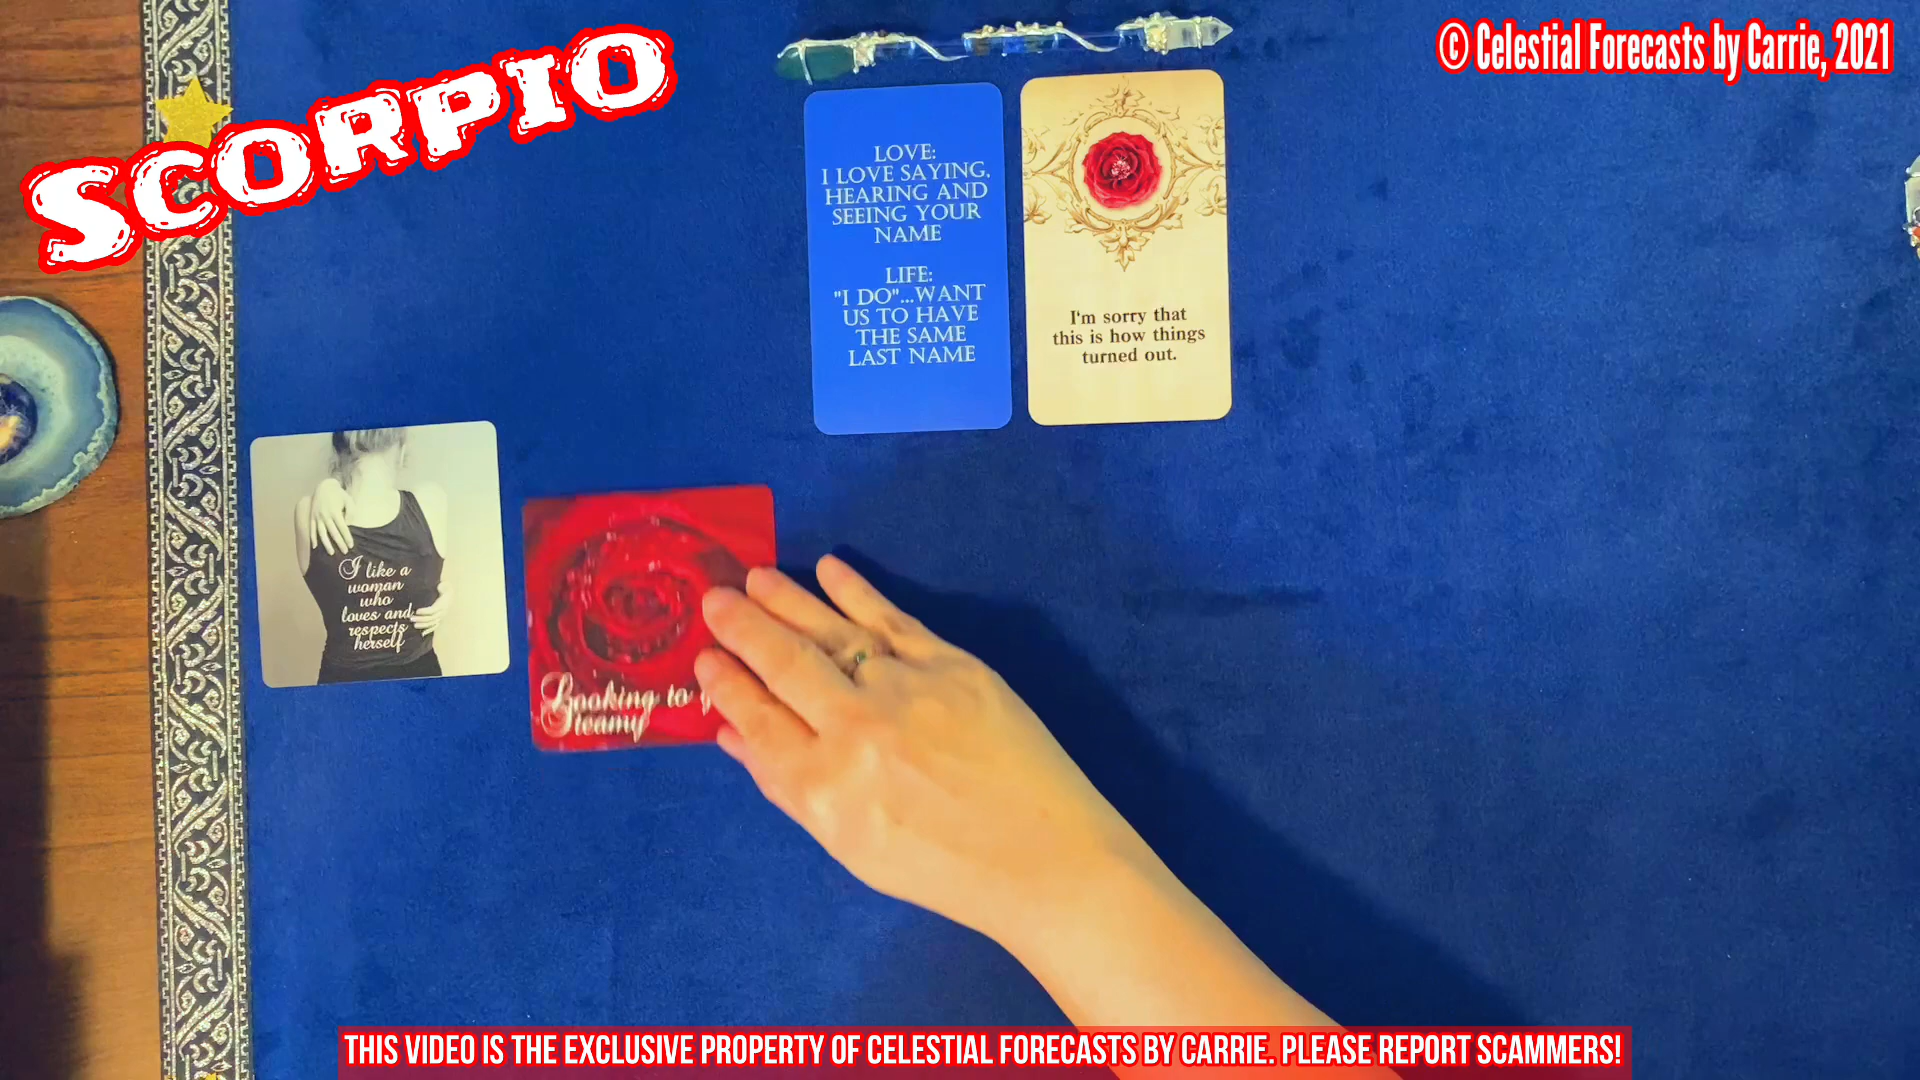 SCORPIO
© Celestial Forecasts by Carrie, 2021
LOVE:
I LOVE SAYING,
HEARING AND
SEEING YOUR
NAME
LIFE:
"I DO"...WANT
US TO HAVE
THE SAME
LAST NAME
I'm sorry that
this is how things
turned out.
I like a
woman
who
loves and
respects
herself
Looking to
Steamy
THIS VIDEO IS THE EXCLUSIVE PROPERTY OF CELESTIAL FORECASTS BY CARRIE. PLEASE REPORT SCAMMERS!